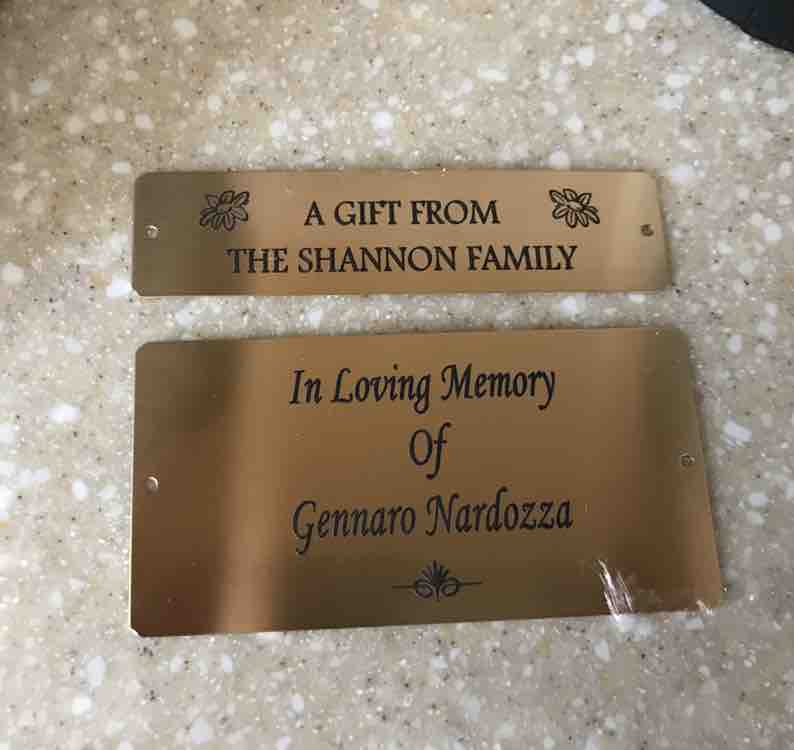 A GIFT FROM
THE SHANNON FAMILY
In Loving Memory
Of
Gennaro Nardozza